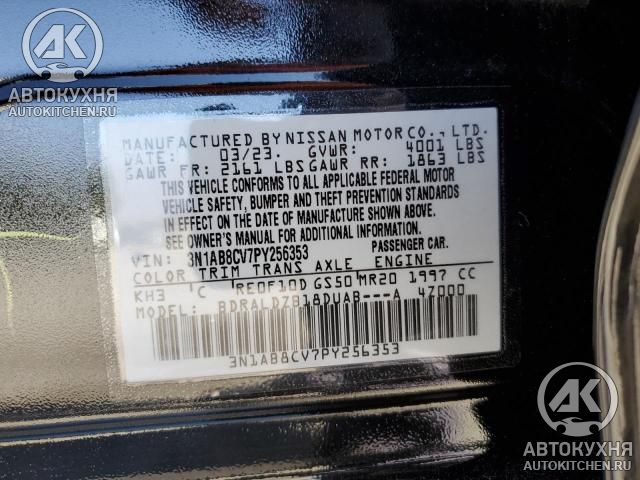 АК
АВТОКУХНЯ
AUTOKITCHEN.RU
MANUFACTURED BY NISSAN MOTOR CO., LTD.
DATE: 03/23. GVWR: 4001 LBS
GAWR FR: 2161 LBS GAWR RR: 1863 LBS
THIS VEHICLE CONFORMS TO ALL APPLICABLE FEDERAL MOTOR
VEHICLE SAFETY, BUMPER AND THEFT PREVENTION STANDARDS
IN EFFECT ON THE DATE OF MANUFACTURE SHOWN ABOVE.
SEE OWNER'S MANUAL FOR ADDITIONAL INFORMATION.
VIN: 3N1AB8CV7PY256353 PASSENGER CAR.
COLOR TRIM TRANS AXLE ENGINE
KH3 C RE0F10D GS50 MR20 1997 CC
MODEL: BDRALDZB18DUAB---A 4Z000
3N1AB8CV7PY256353
АК
АВТОКУХНЯ
AUTOKITCHEN.RU